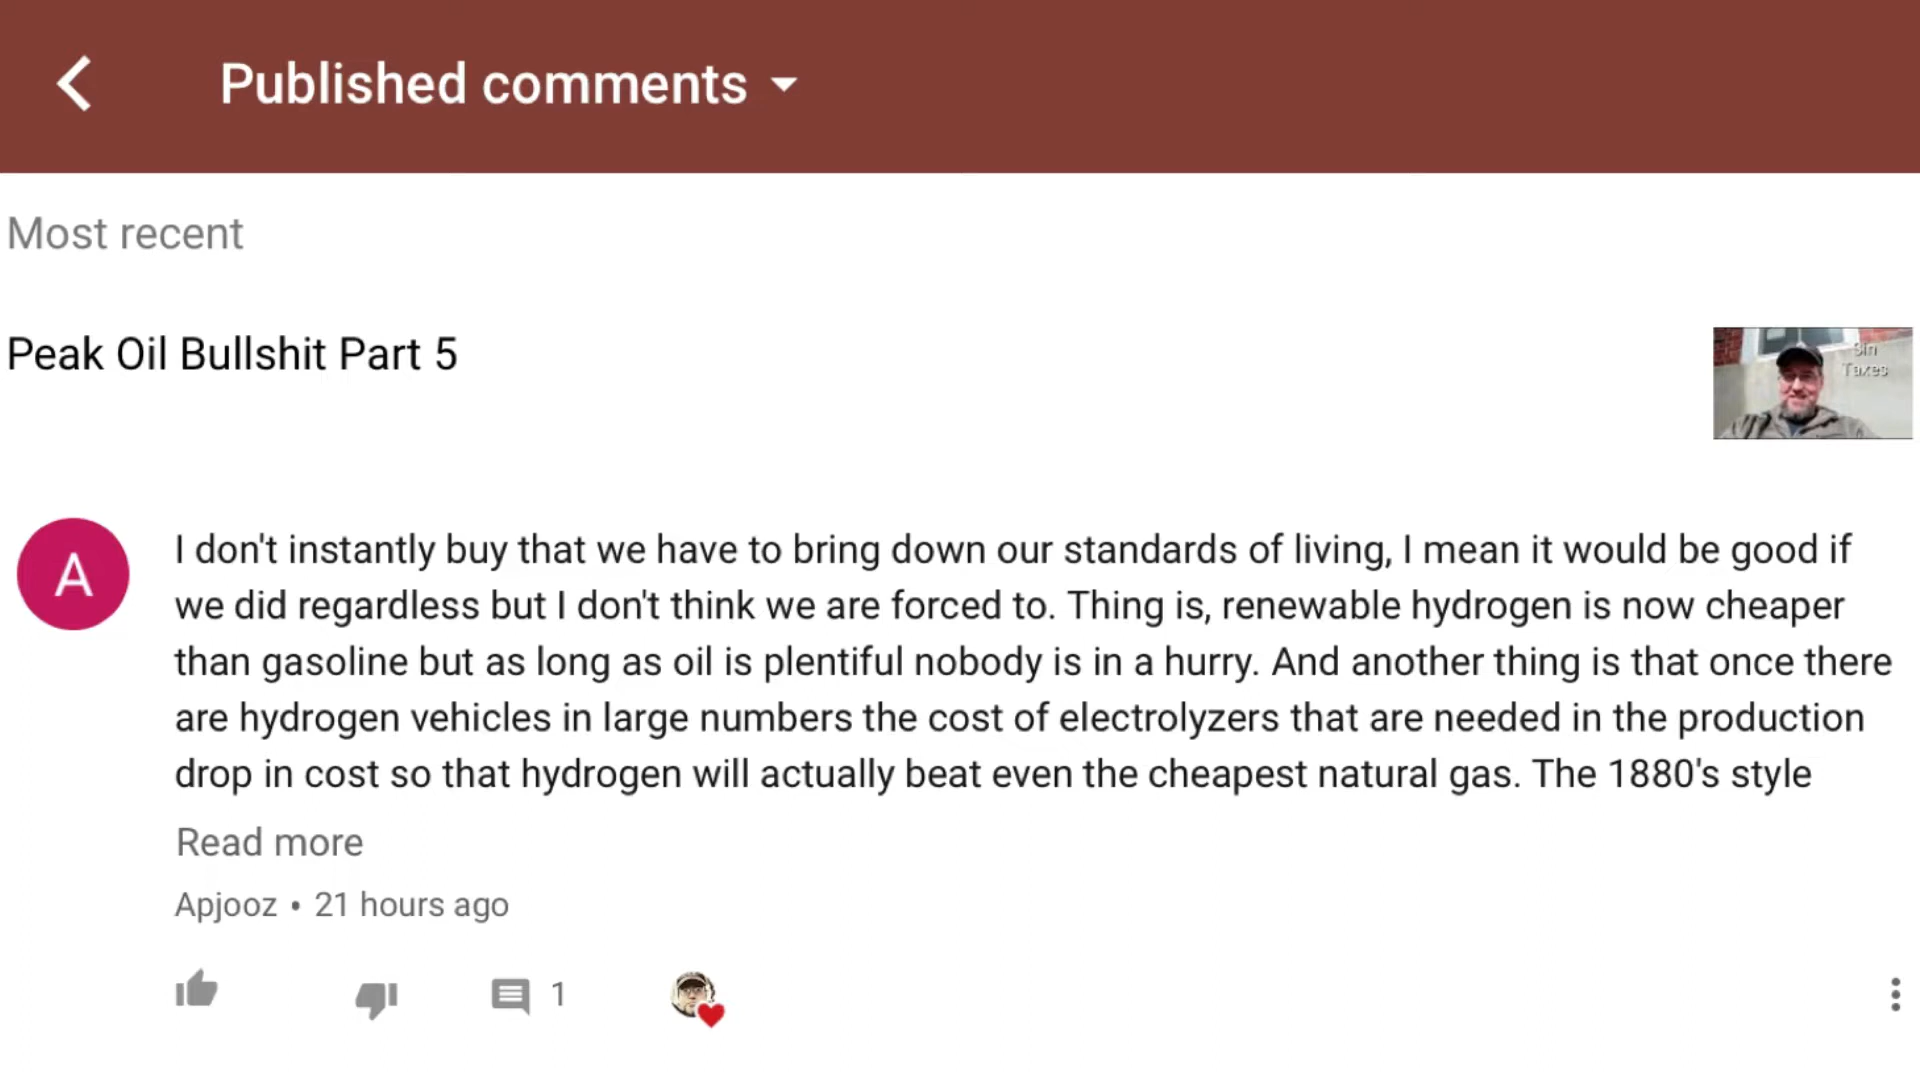 Published comments
Most recent
Peak Oil Bullshit Part 5
Sin
Taxes
A
I don't instantly buy that we have to bring down our standards of living, I mean it would be good if
we did regardless but I don't think we are forced to. Thing is, renewable hydrogen is now cheaper
than gasoline but as long as oil is plentiful nobody is in a hurry. And another thing is that once there
are hydrogen vehicles in large numbers the cost of electrolyzers that are needed in the production
drop in cost so that hydrogen will actually beat even the cheapest natural gas. The 1880's style
Read more
Apjooz • 21 hours ago
1